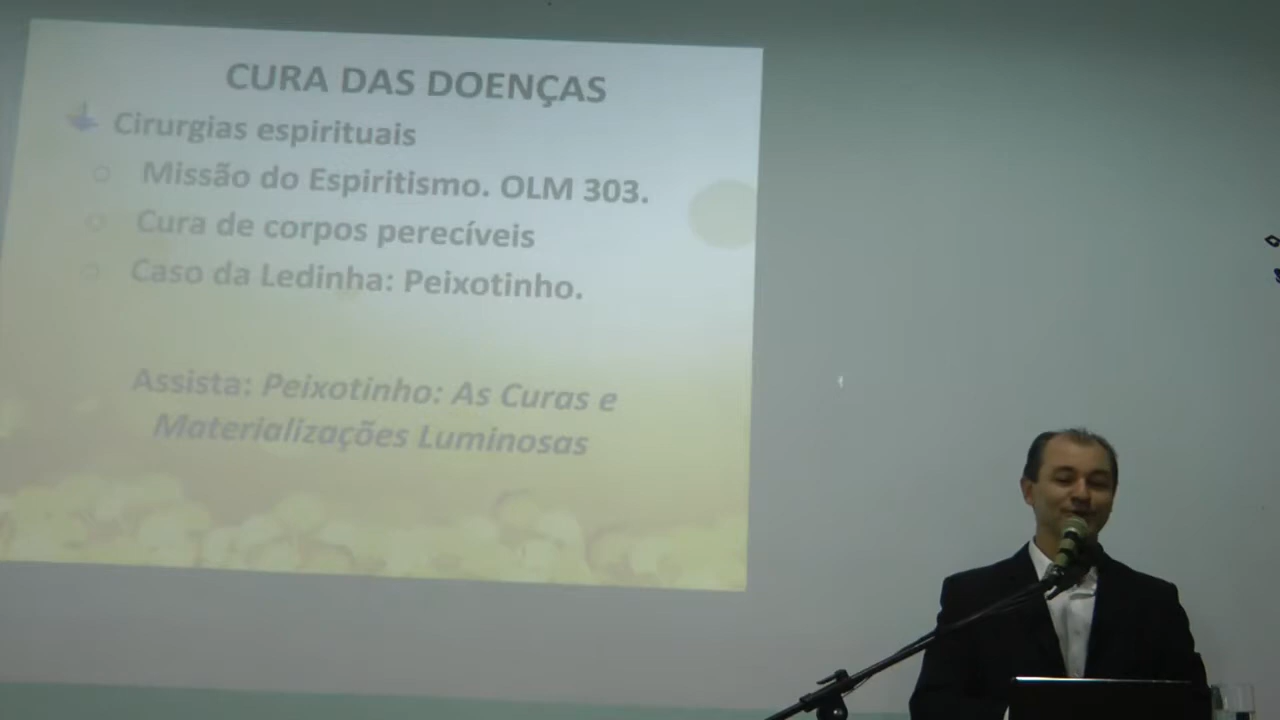 CURA DAS DOENÇAS
Cirurgias espirituais
Missão do Espiritismo. OLM 303.
Cura de corpos perecíveis
Caso da Ledinha: Peixotinho.
Assista: Peixotinho: As Curas e
Materializações Luminosas